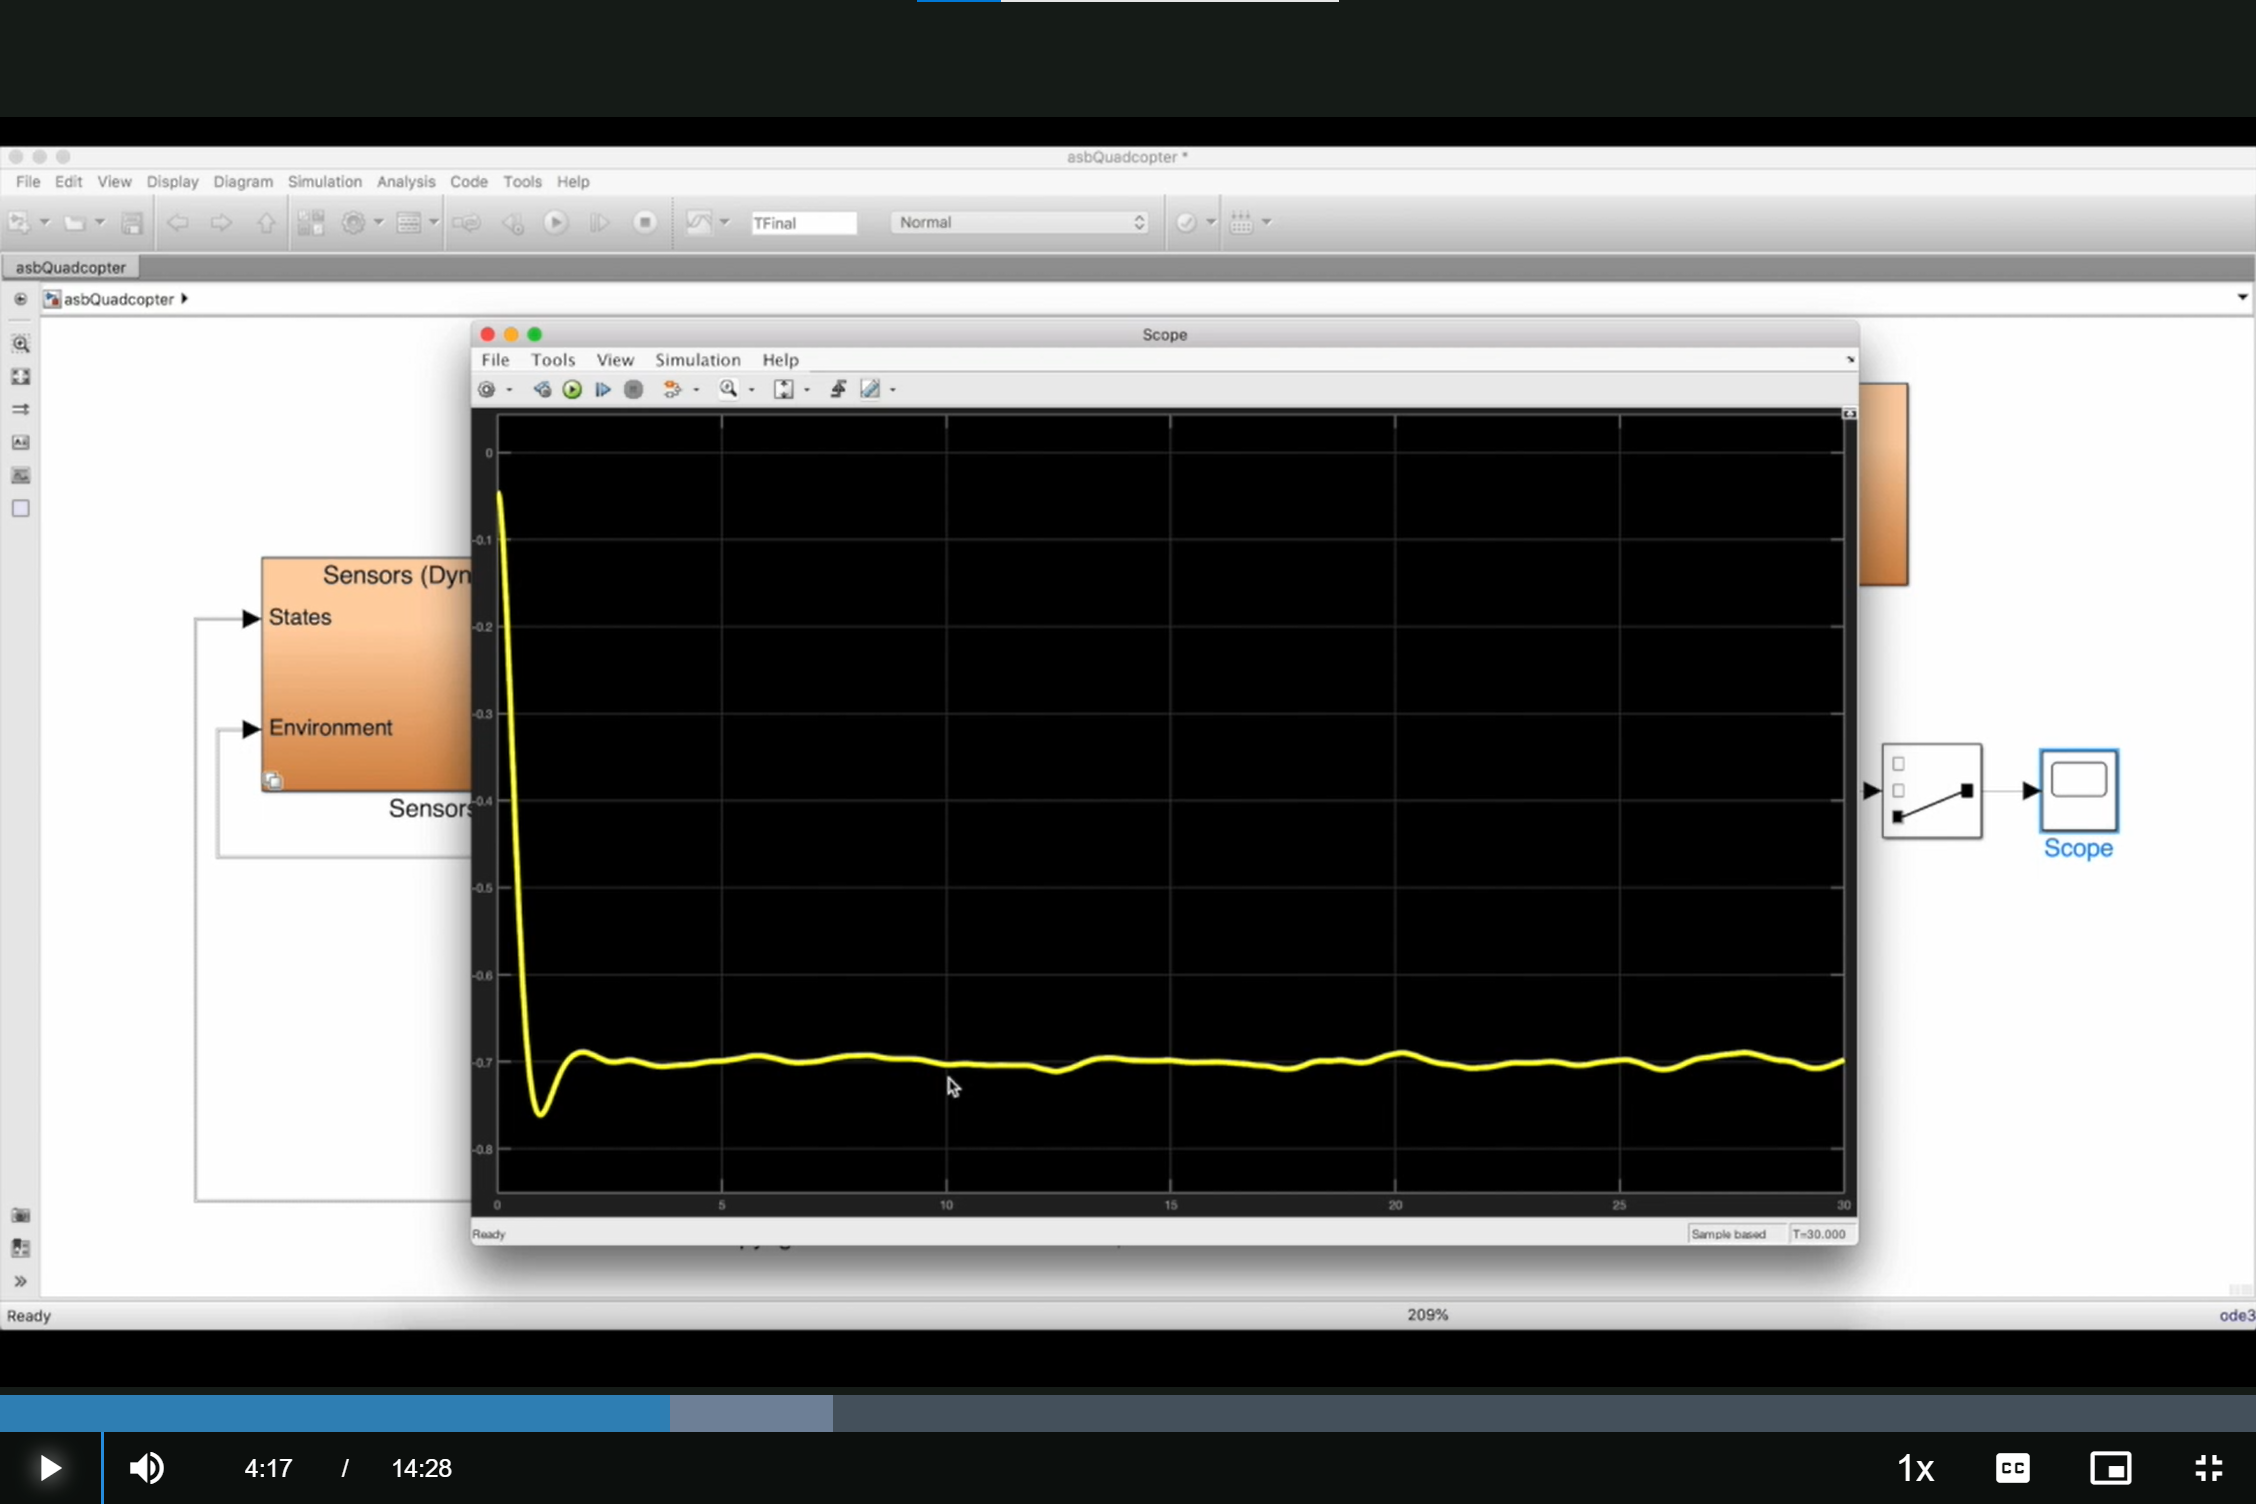 asbQuadcopter *
File Edit View Display Diagram Simulation Analysis Code Tools Help
TFinal Normal
asbQuadcopter
asbQuadcopter
Scope
File Tools View Simulation Help
0
-0.1
-0.2
-0.3
-0.4
-0.5
-0.6
-0.7
-0.8
0 5 10 15 20 25 30
Ready Sample based T=30.000
Sensors (Dyn
States
Environment
Sensors
Scope
Ready 209% ode3
4:17 / 14:28 1x CC